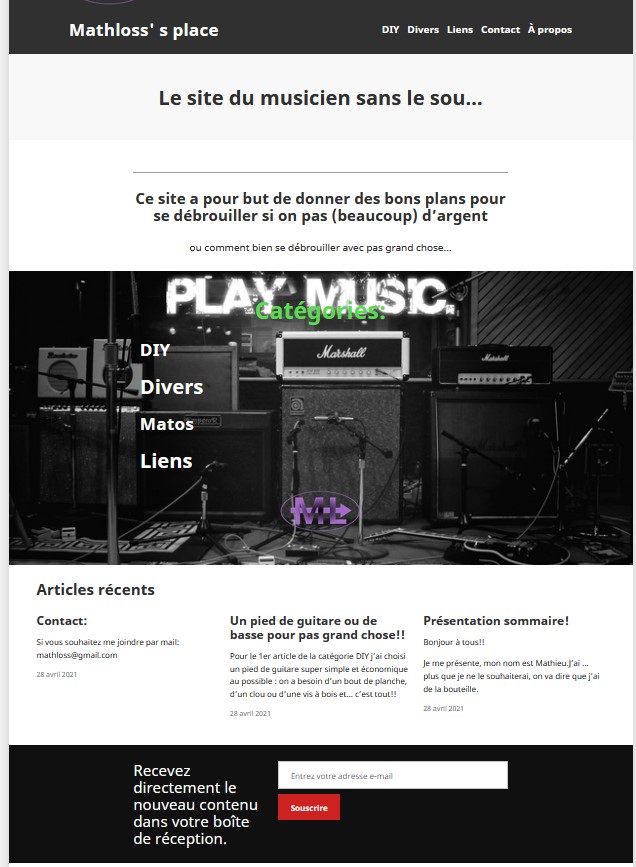 Mathloss' s place
DIY Divers Liens Contact À propos
Le site du musicien sans le sou...
Ce site a pour but de donner des bons plans pour
se débrouiller si on pas (beaucoup) d'argent
ou comment bien se débrouiller avec pas grand chose...
PLAY MUSIC.
Catégories:
DIY
Marshall
Marshall
Divers
Matos
Liens
ML
Articles récents
Contact:
Si vous souhaitez me joindre par mail:
mathloss@gmail.com
28 avril 2021
Un pied de guitare ou de
basse pour pas grand chose!!
Pour le 1er article de la catégorie DIY j'ai choisi
un pied de guitare super simple et économique
au possible : on a besoin d'un bout de planche,
d'un clou ou d'une vis à bois et... c'est tout!!
28 avril 2021
Présentation sommaire!
Bonjour à tous!!
Je me présente, mon nom est Mathieu.J'ai ...
plus que je ne le souhaiterai, on va dire que j'ai
de la bouteille.
28 avril 2021
Recevez
directement le
nouveau contenu
dans votre boîte
de réception.
Entrez votre adresse e-mail
Souscrire